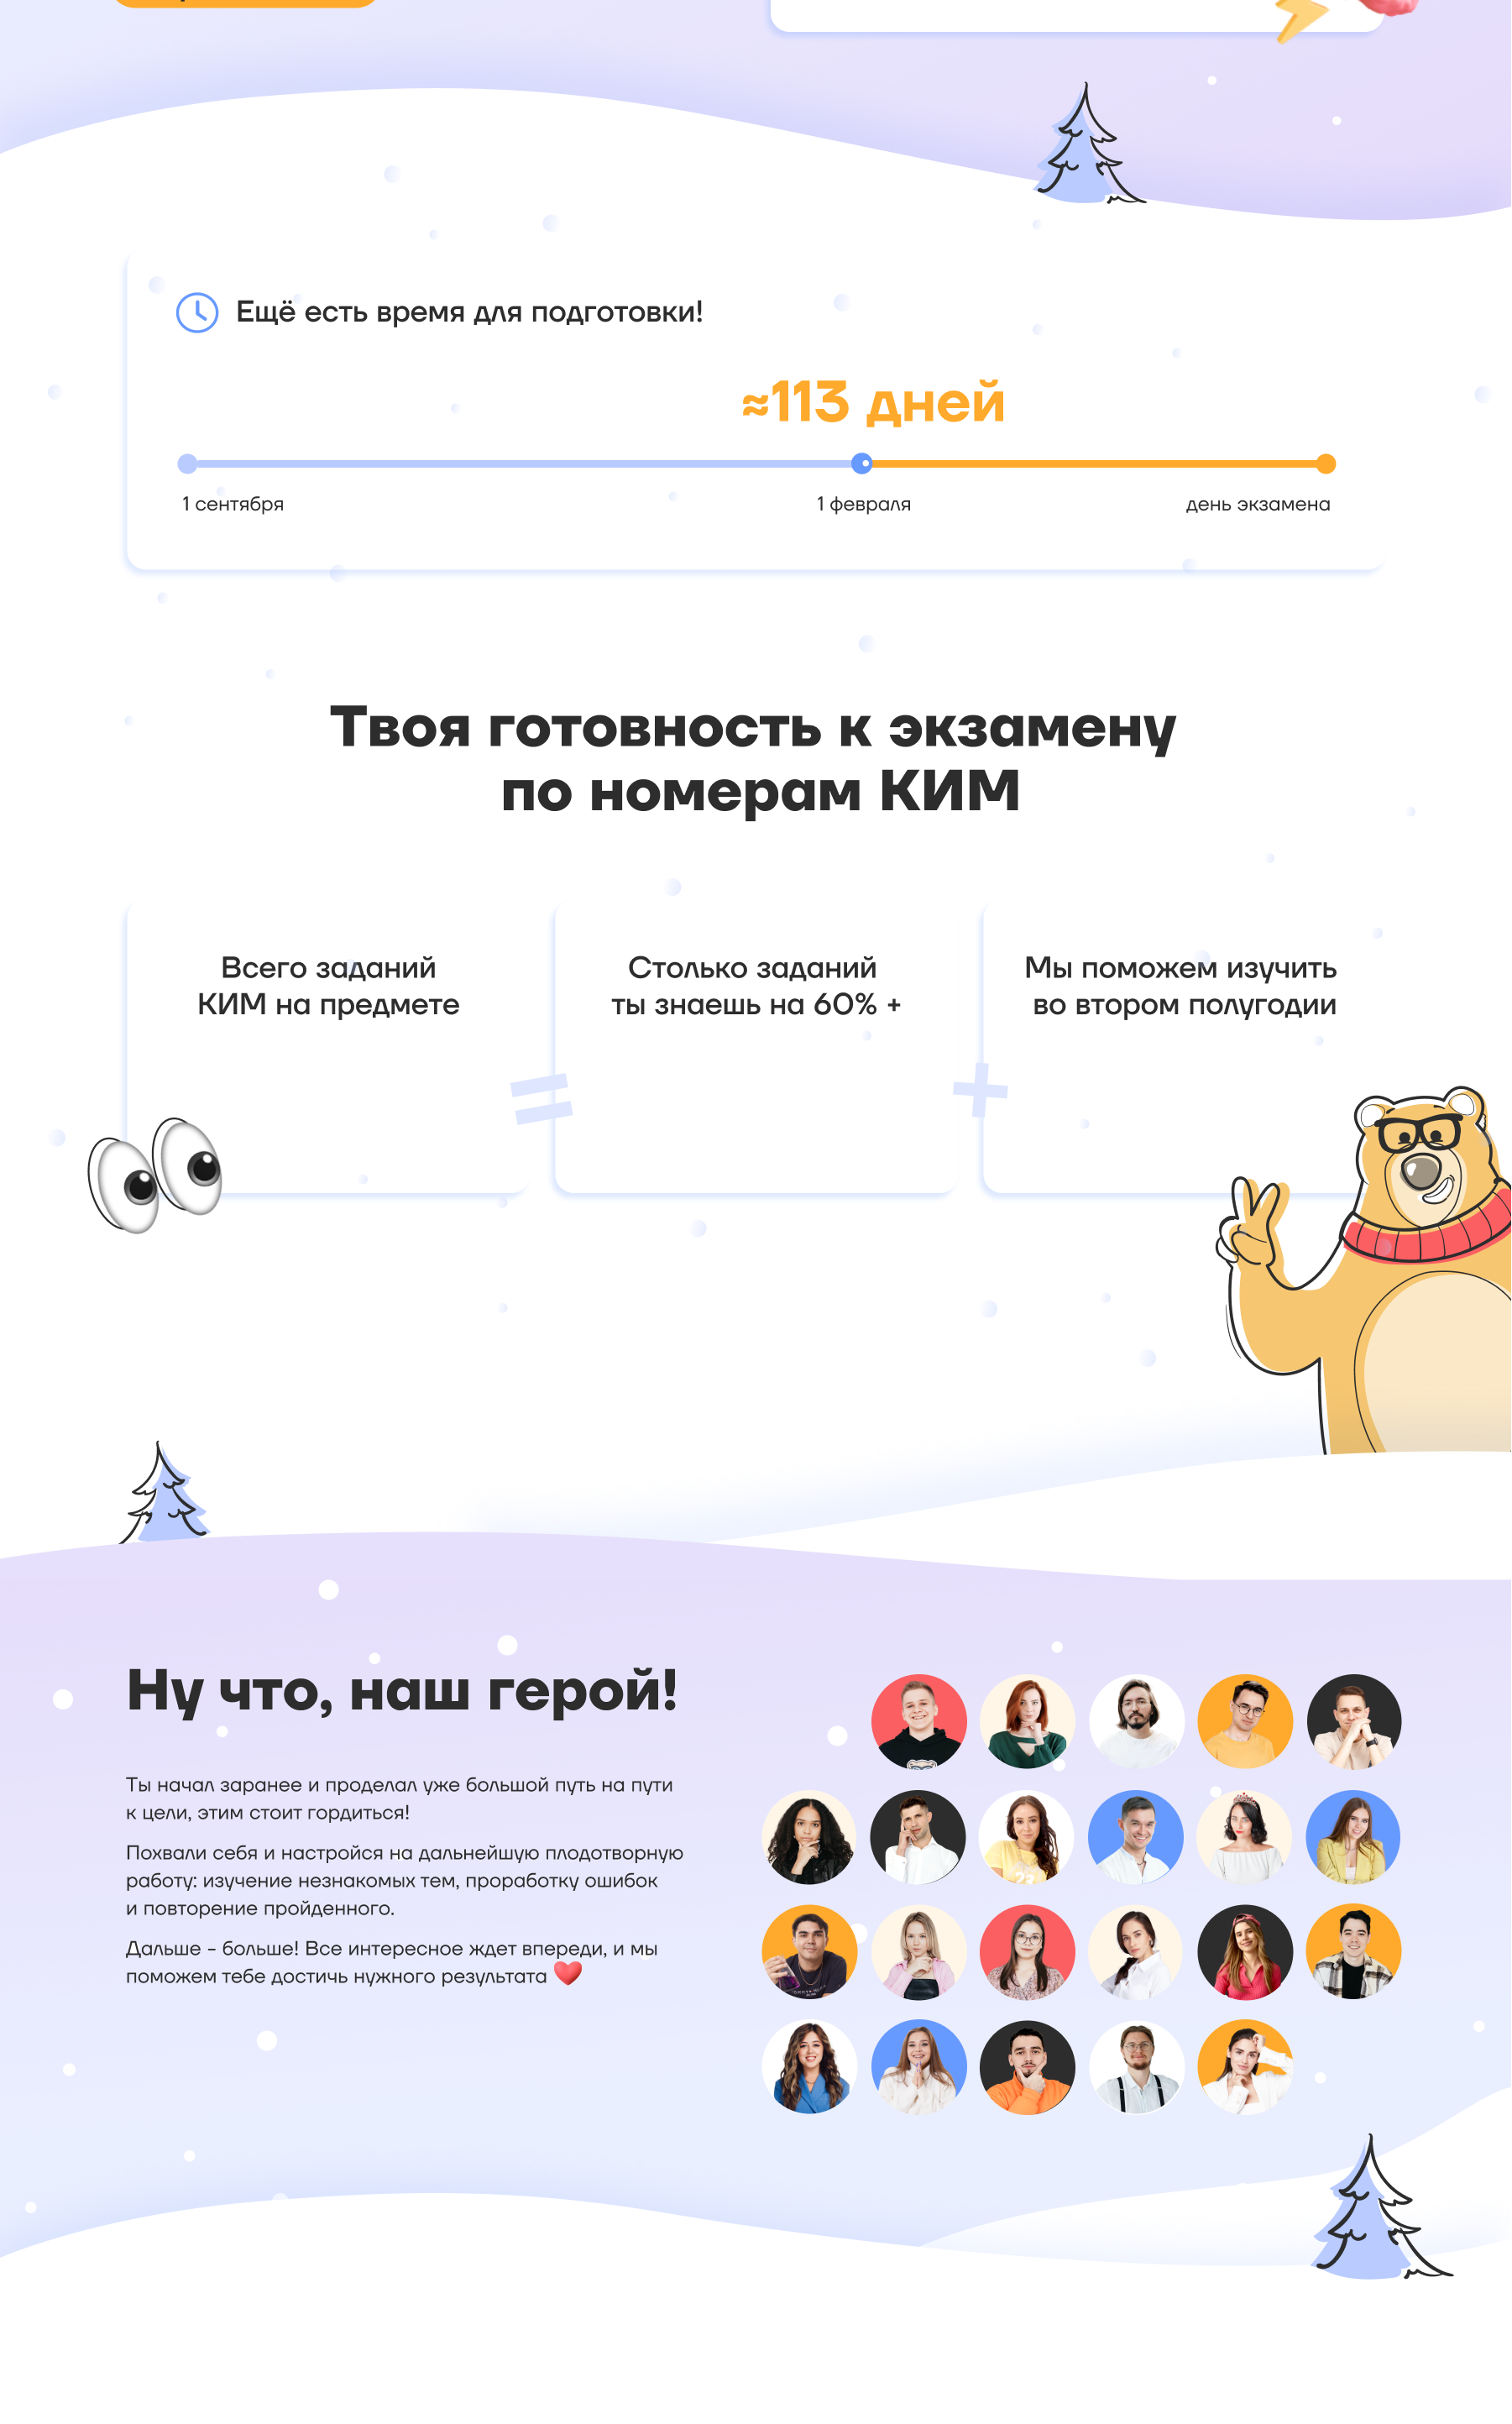 Ещё есть время для подготовки!
≈113 дней
1 сентября
1 февраля
день экзамена
Твоя готовность к экзамену
по номерам КИМ
Всего заданий
КИМ на предмете
Столько заданий
ты знаешь на 60% +
Мы поможем изучить
во втором полугодии
=
+
Ну что, наш герой!
Ты начал заранее и проделал уже большой путь на пути
к цели, этим стоит гордиться!
Похвали себя и настройся на дальнейшую плодотворную
работу: изучение незнакомых тем, проработку ошибок
и повторение пройденного.
Дальше - больше! Все интересное ждет впереди, и мы
поможем тебе достичь нужного результата ❤️